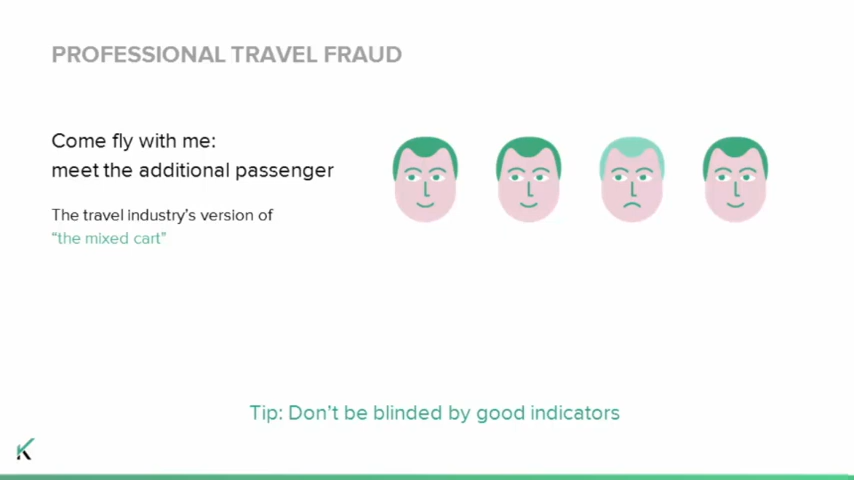 PROFESSIONAL TRAVEL FRAUD
Come fly with me:
meet the additional passenger
The travel industry's version of
“the mixed cart”
Tip: Don't be blinded by good indicators